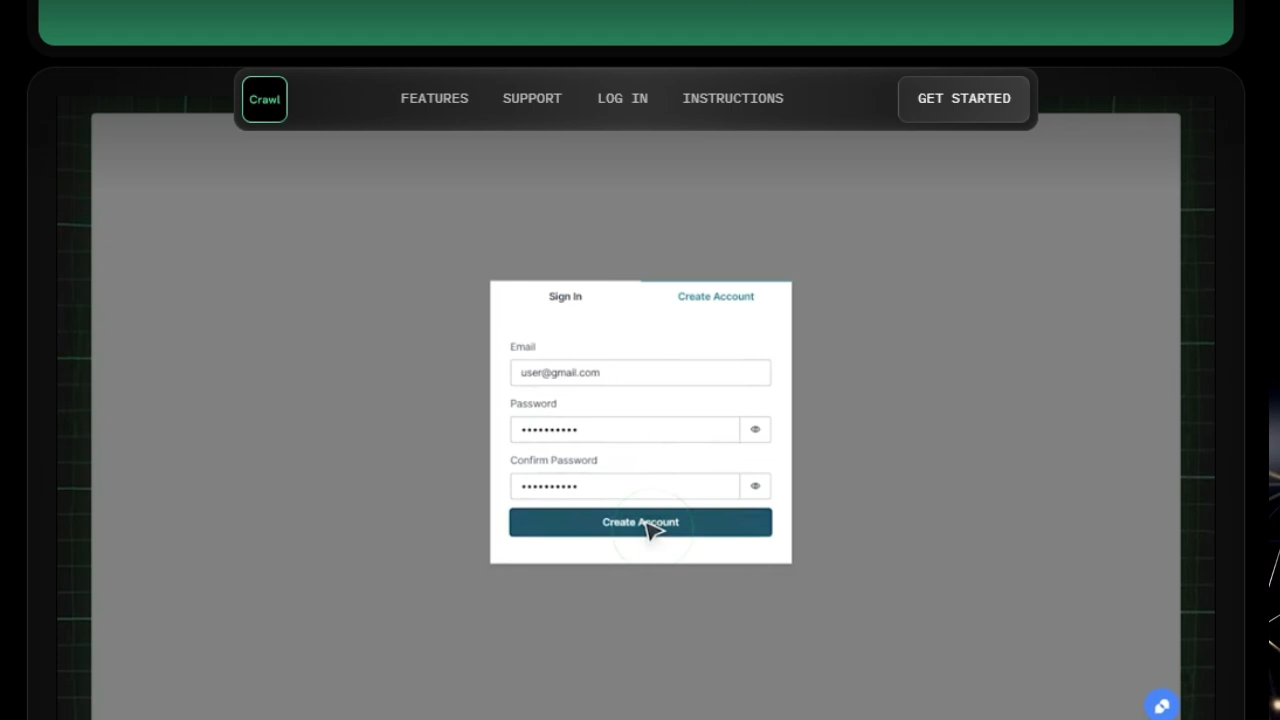 Crawl
FEATURES
SUPPORT
LOG IN
INSTRUCTIONS
GET STARTED
Sign In
Create Account
Email
user@gmail.com
Password
••••••••••
Confirm Password
••••••••••
Create Account